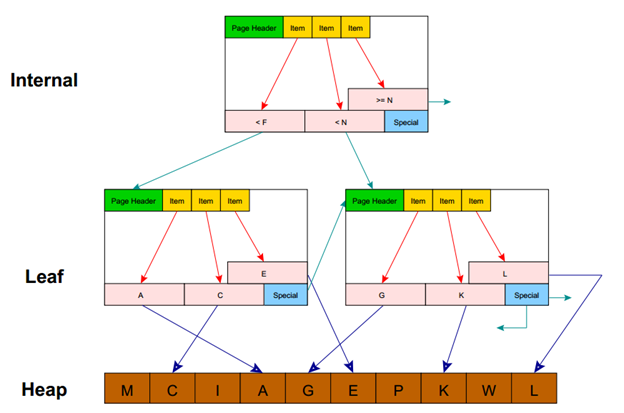 Page Header Item Item Item
Internal
>= N
< F < N Special
Page Header Item Item Item
Page Header Item Item Item
Leaf
E
L
A C Special
G K Special
Heap
M C I A G E P K W L